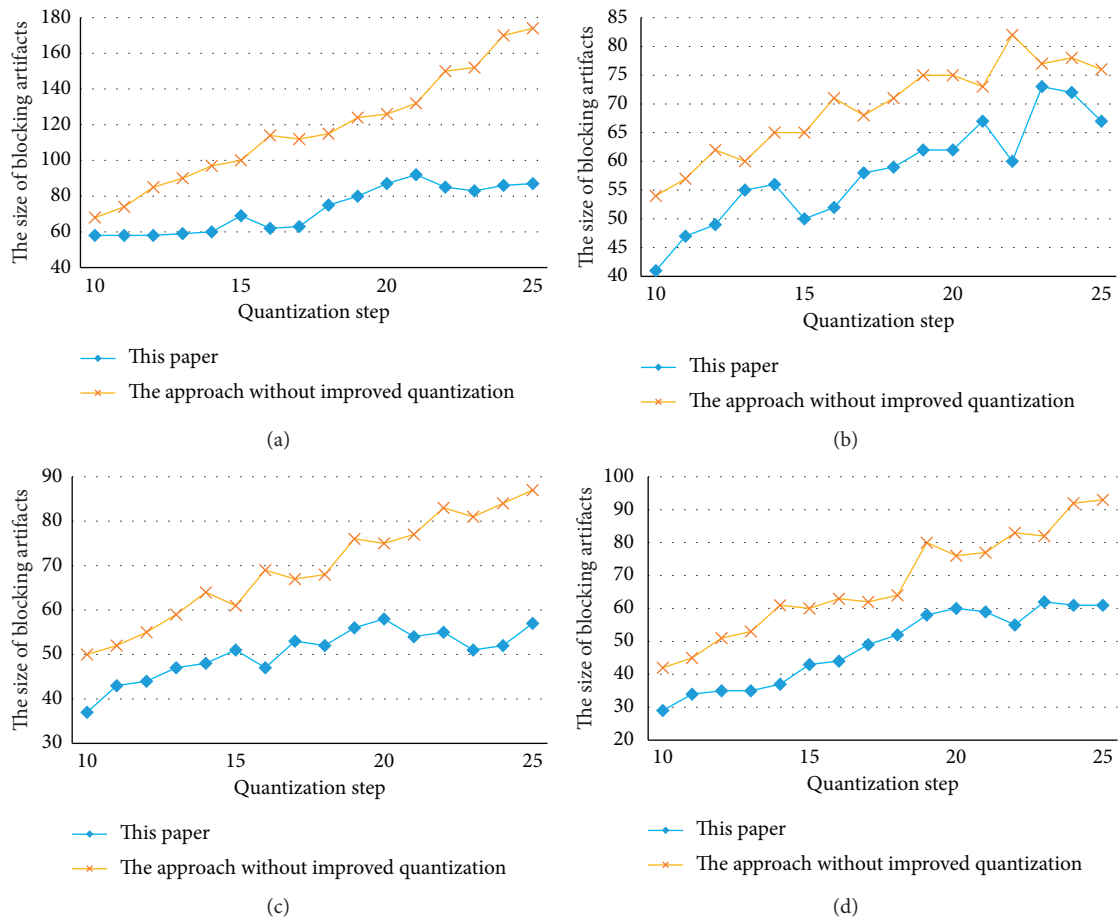 The size of blocking artifacts
180
160
140
120
100
80
60
40
10 15 20 25
Quantization step
This paper
The approach without improved quantization
(a)
The size of blocking artifacts
85
80
75
70
65
60
55
50
45
40
10 15 20 25
Quantization step
This paper
The approach without improved quantization
(b)
The size of blocking artifacts
90
80
70
60
50
40
30
10 15 20 25
Quantization step
This paper
The approach without improved quantization
(c)
The size of blocking artifacts
100
90
80
70
60
50
40
30
20
10 15 20 25
Quantization step
This paper
The approach without improved quantization
(d)